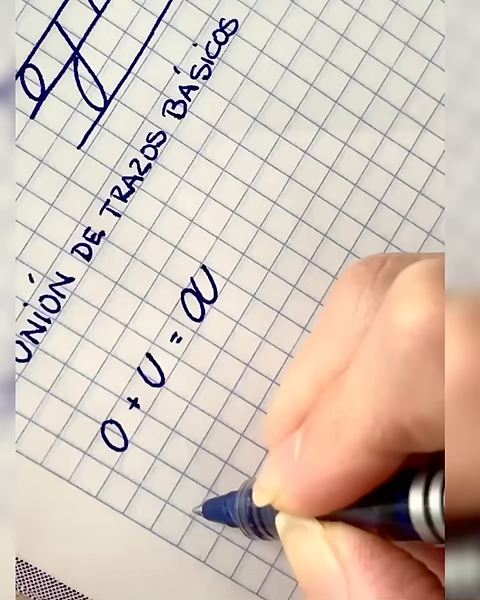 UNIÓN DE TRAZOS BÁSICOS
O + U = OU